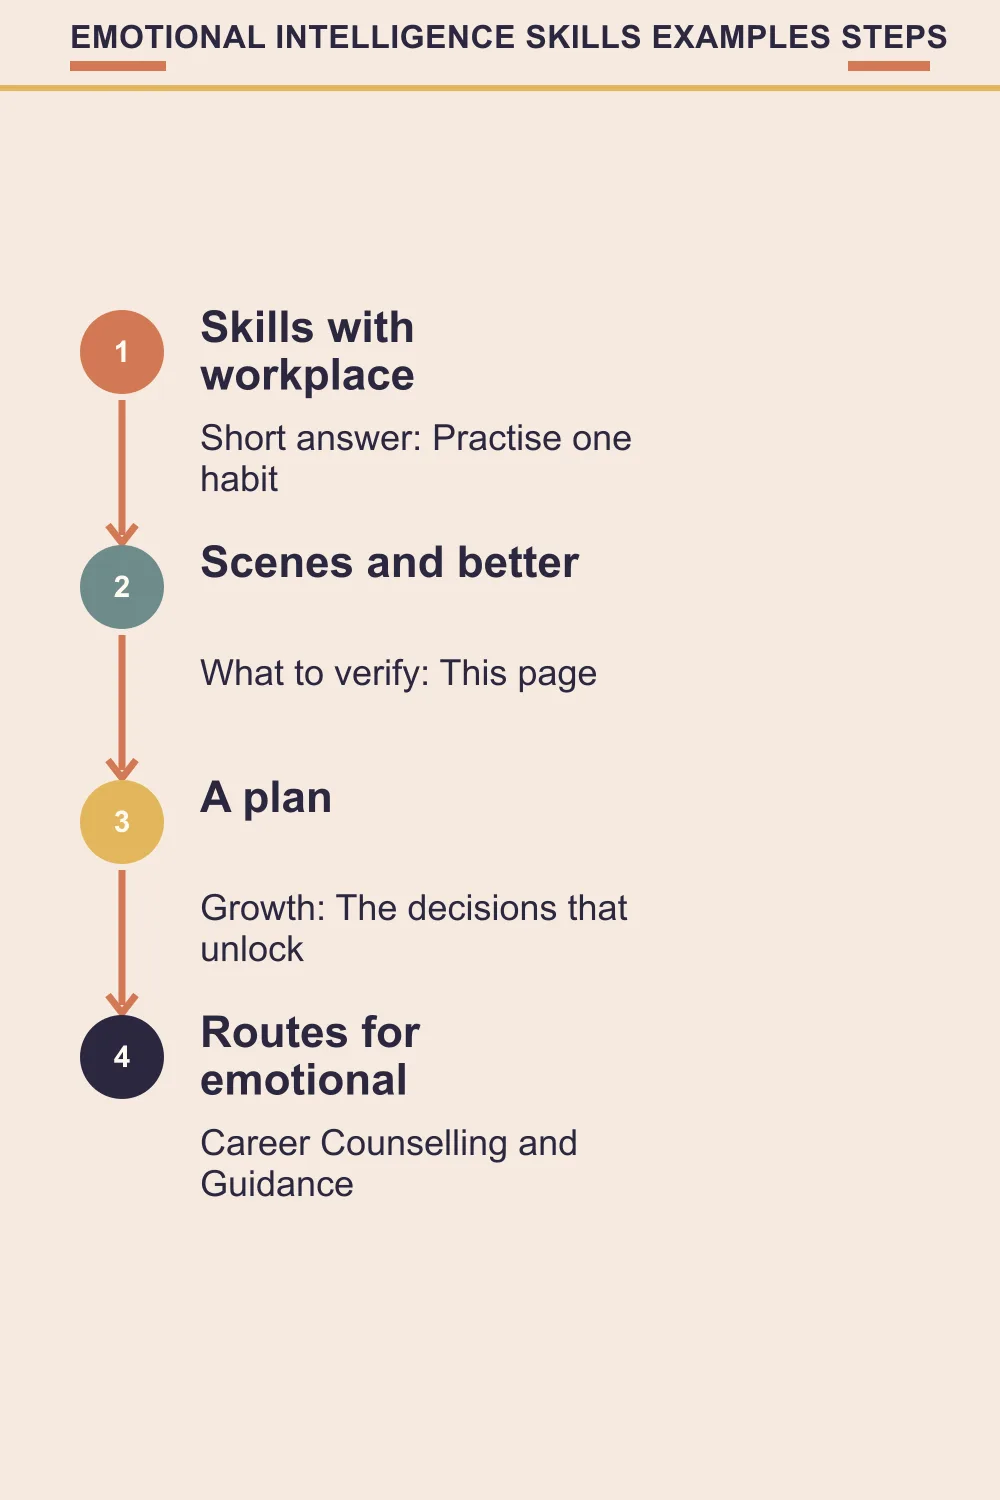 EMOTIONAL INTELLIGENCE SKILLS EXAMPLES STEPS
1
Skills with
workplace
Short answer: Practise one
habit
2
Scenes and better
What to verify: This page
3
A plan
Growth: The decisions that
unlock
4
Routes for
emotional
Career Counselling and
Guidance